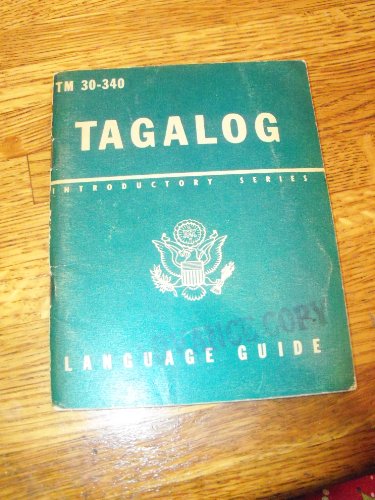 TM 30-340
TAGALOG
INTRODUCTORY SERIES
COPY
LANGUAGE GUIDE